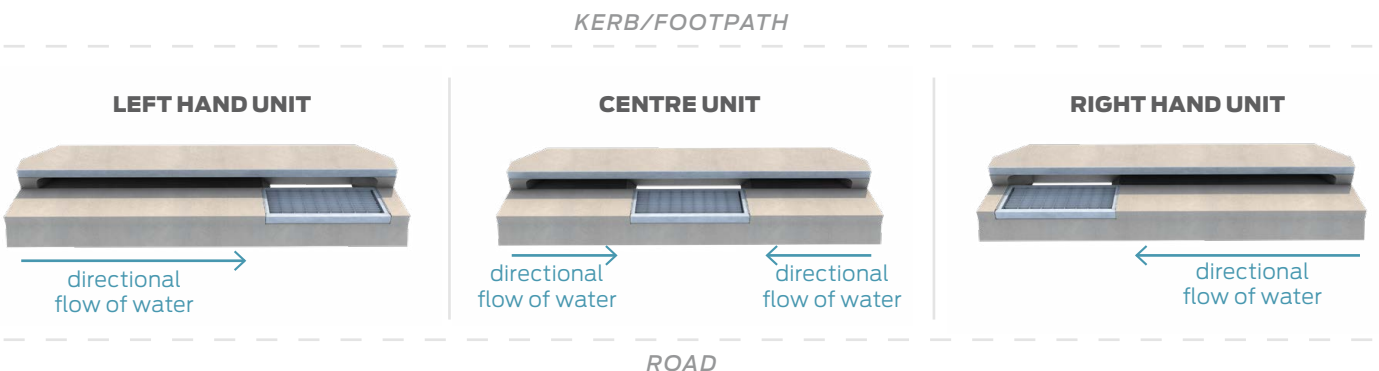 KERB/FOOTPATH
LEFT HAND UNIT
directional
flow of water
CENTRE UNIT
directional
flow of water
directional
flow of water
RIGHT HAND UNIT
directional
flow of water
ROAD